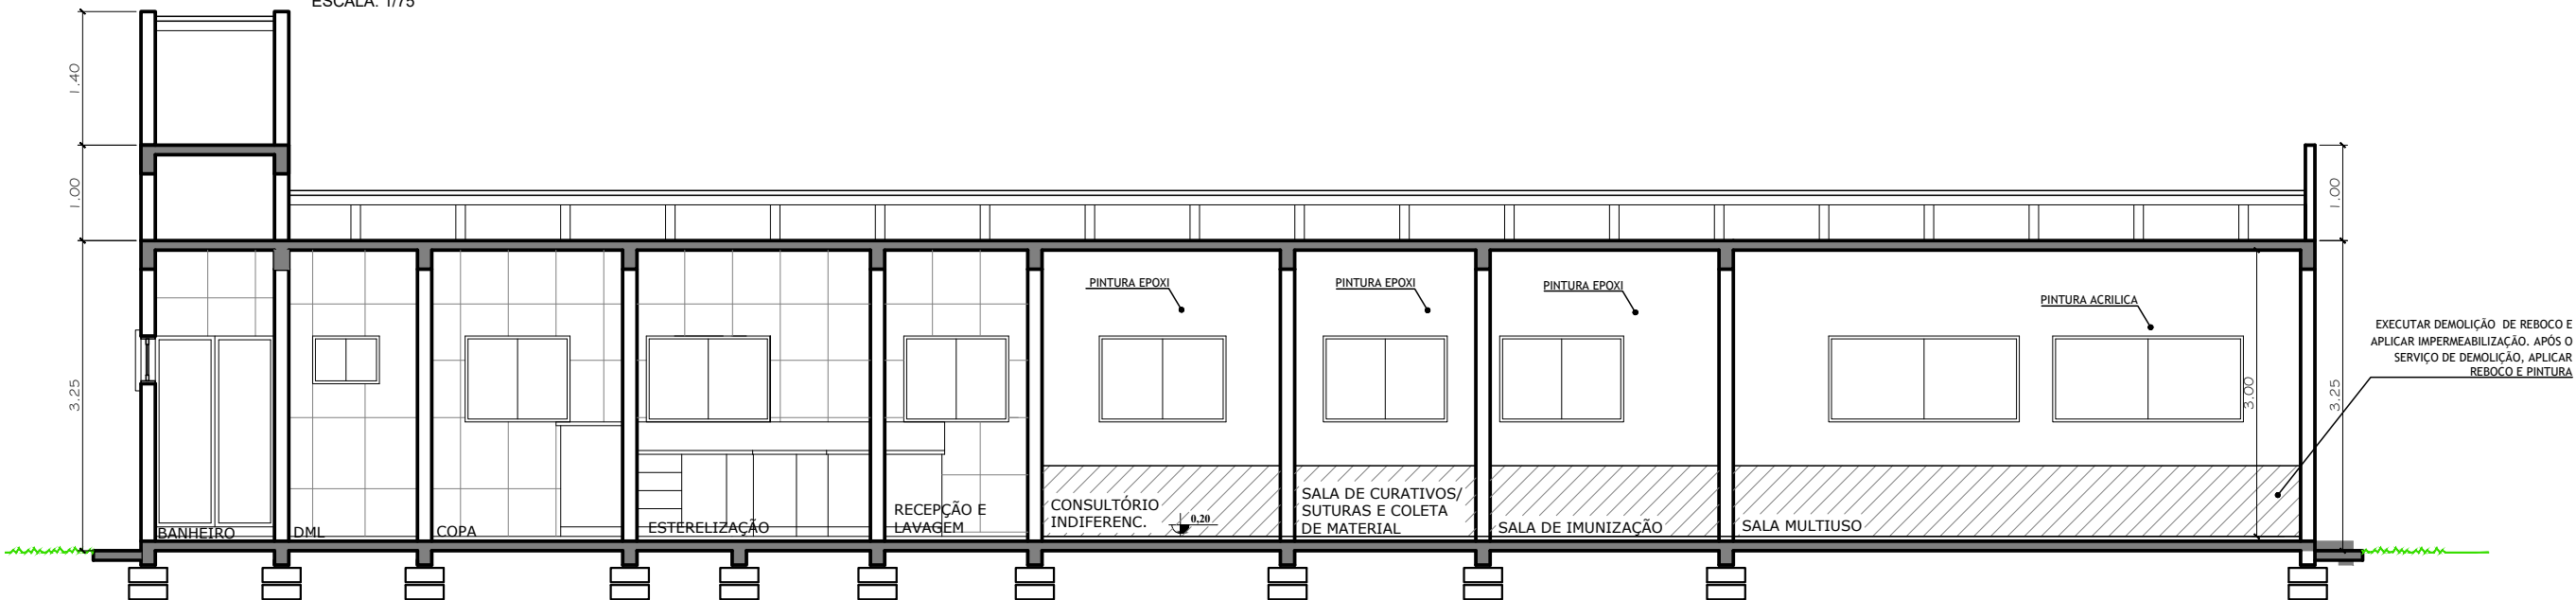 ESCALA: 1/75
1.40
1.00
3.25
1.00
3.25
3.00
PINTURA EPOXI
PINTURA EPOXI
PINTURA EPOXI
PINTURA ACRILICA
EXECUTAR DEMOLIÇÃO DE REBOCO E
APLICAR IMPERMEABILIZAÇÃO. APÓS O
SERVIÇO DE DEMOLIÇÃO, APLICAR
REBOCO E PINTURA
BANHEIRO
DML
COPA
ESTERELIZAÇÃO
RECEPÇÃO E
LAVAGEM
CONSULTÓRIO
INDIFERENC.
0,20
SALA DE CURATIVOS/
SUTURAS E COLETA
DE MATERIAL
SALA DE IMUNIZAÇÃO
SALA MULTIUSO